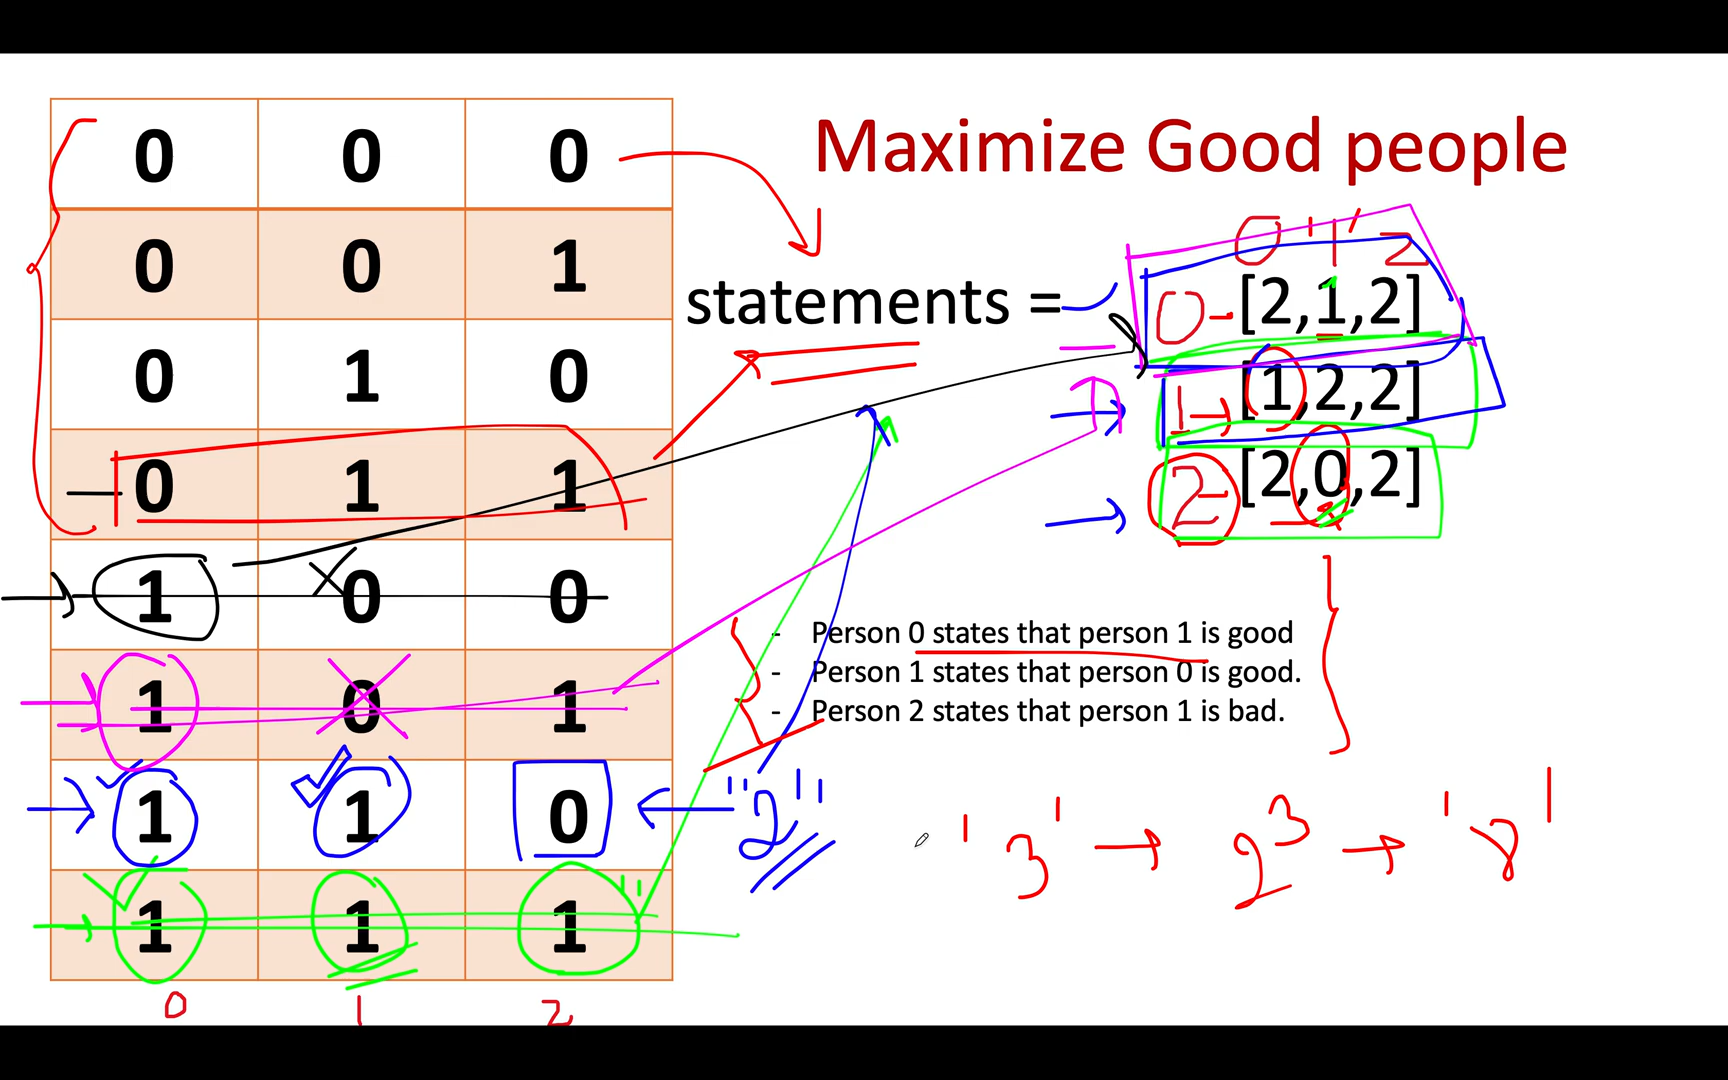 0 0 0
0 0 1
0 1 0
0 1 1
1 0 0
1 0 1
1 1 0
1 1 1
0 1 2
Maximize Good people
0 '1' 2
statements =
0- [2,1,2]
1→ [1,2,2]
2- [2,0,2]
- Person 0 states that person 1 is good
- Person 1 states that person 0 is good.
- Person 2 states that person 1 is bad.
"2"
'3' → 2³ → '8'